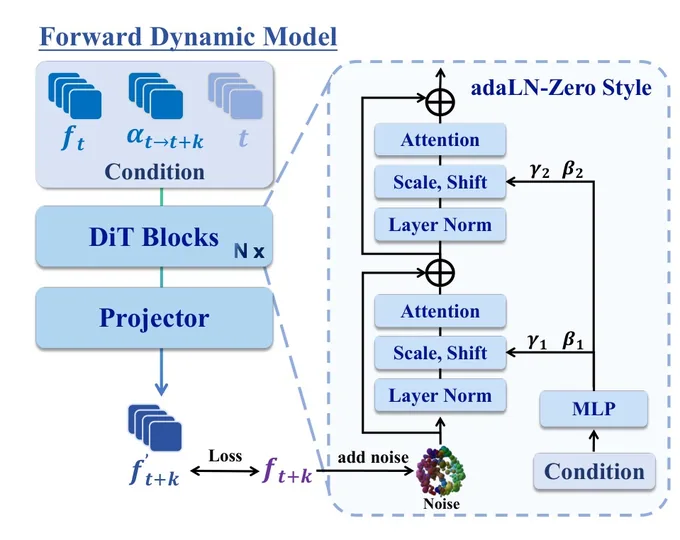 Forward Dynamic Model
f_t
α_{t→t+k}
t
Condition
DiT Blocks
N x
Projector
f'_{t+k}
Loss
f_{t+k}
add noise
adaLN-Zero Style
Attention
Scale, Shift
γ₂ β₂
Layer Norm
Attention
Scale, Shift
γ₁ β₁
Layer Norm
MLP
Condition
Noise